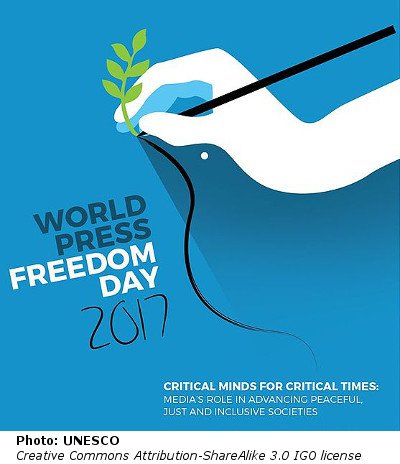 WORLD
PRESS
FREEDOM
DAY
2017
CRITICAL MINDS FOR CRITICAL TIMES:
MEDIA'S ROLE IN ADVANCING PEACEFUL,
JUST AND INCLUSIVE SOCIETIES
Photo: UNESCO
Creative Commons Attribution-ShareAlike 3.0 IGO license